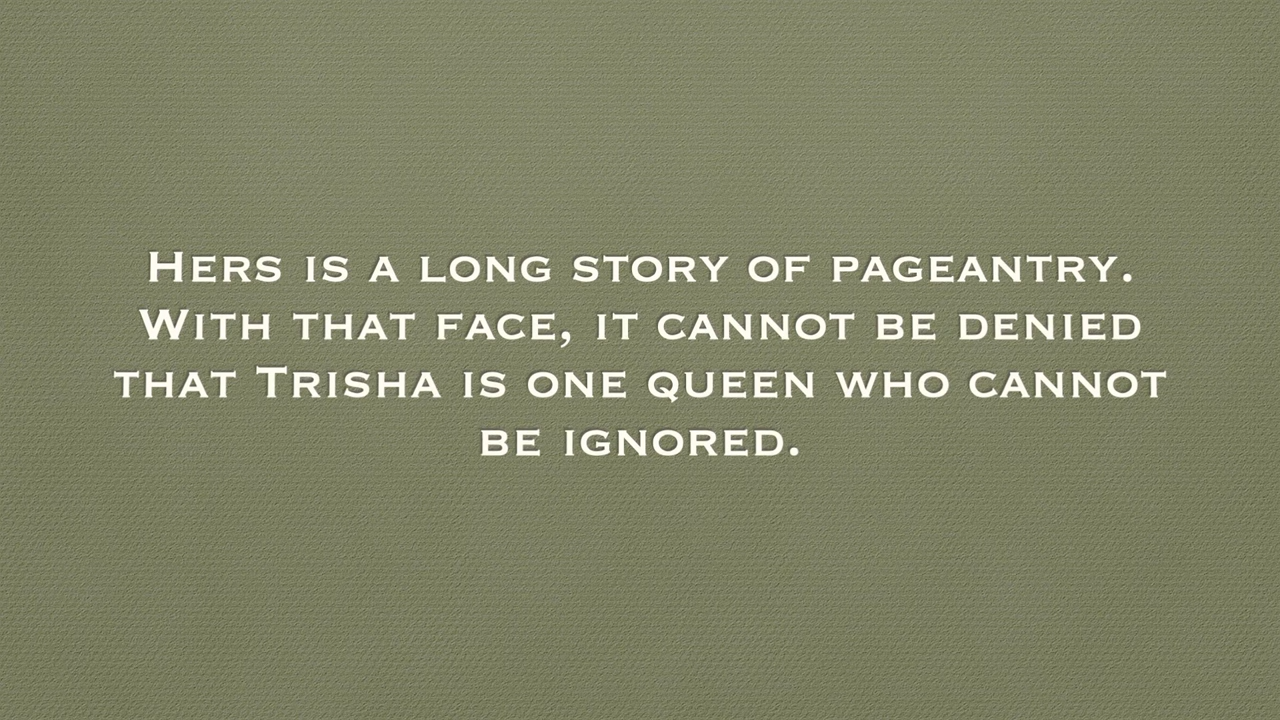 Hers is a long story of pageantry.
With that face, it cannot be denied
that Trisha is one queen who cannot
be ignored.